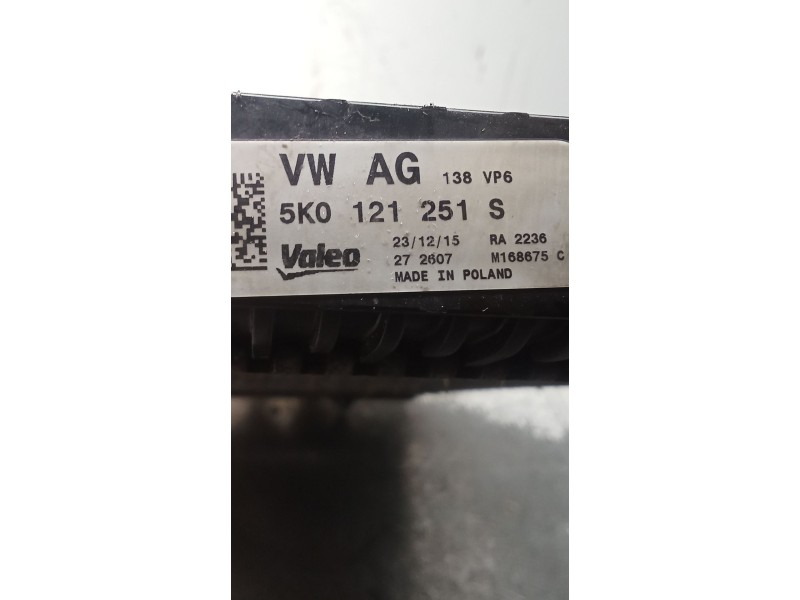 VW AG 138 VP6
5K0 121 251 S
Valeo 23/12/15 RA 2236
27 2607 M168675 C
MADE IN POLAND